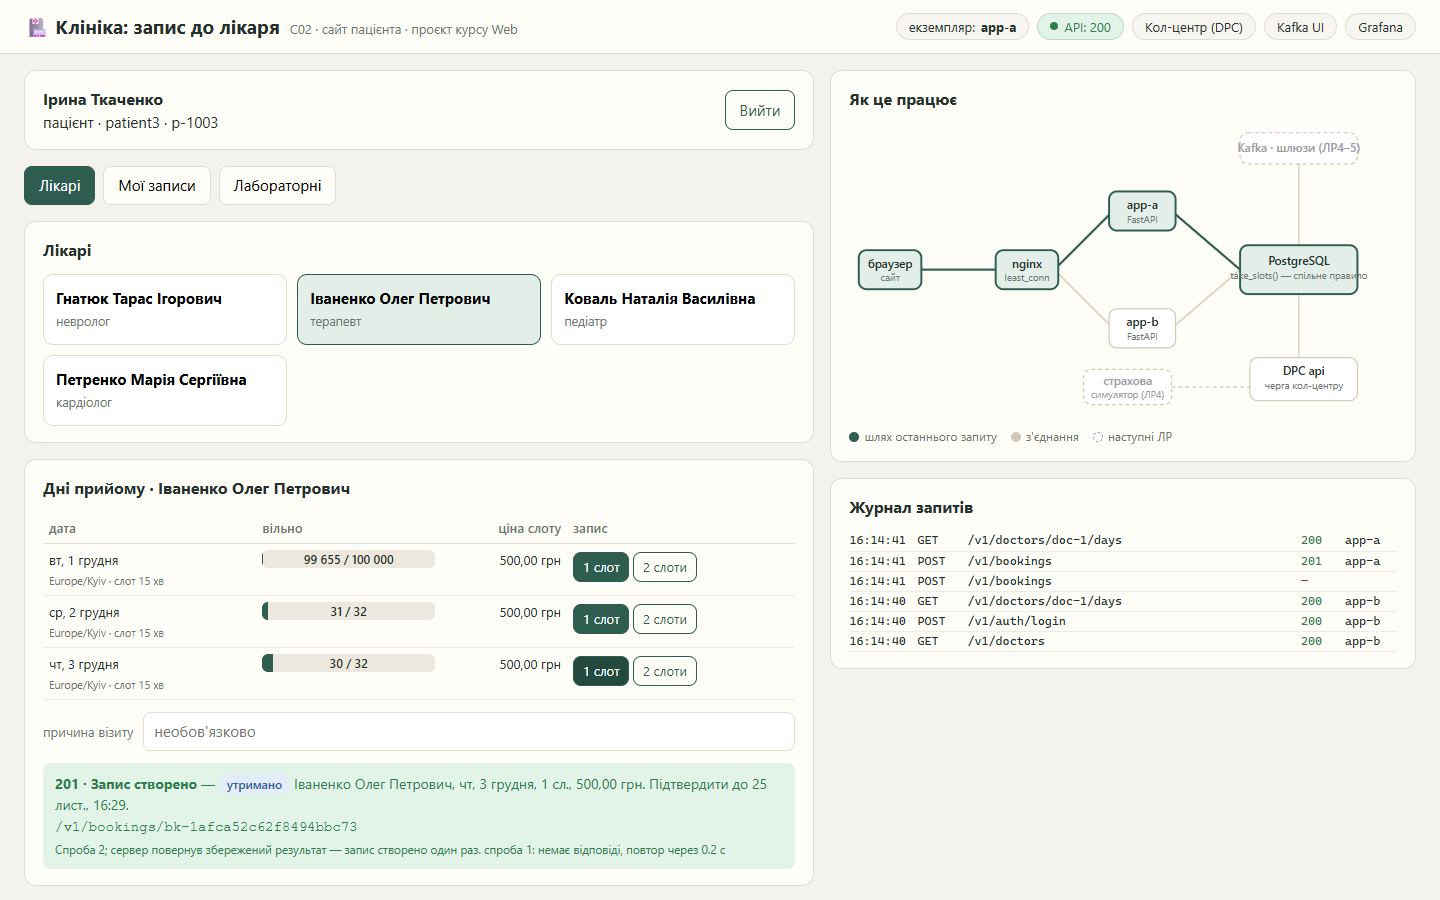 Клініка: запис до лікаря C02 · сайт пацієнта · проєкт курсу Web
екземпляр: app-a
API: 200
Кол-центр (DPC)
Kafka UI
Grafana
Ірина Ткаченко
пацієнт · patient3 · p-1003
Вийти
Лікарі
Мої записи
Лабораторні
Лікарі
Гнатюк Тарас Ігорович
невролог
Іваненко Олег Петрович
терапевт
Коваль Наталія Василівна
педіатр
Петренко Марія Сергіївна
кардіолог
Дні прийому · Іваненко Олег Петрович
дата вільно ціна слоту запис
вт, 1 грудня 99 655 / 100 000 500,00 грн 1 слот 2 слоти
Europe/Kyiv · слот 15 хв
ср, 2 грудня 31 / 32 500,00 грн 1 слот 2 слоти
Europe/Kyiv · слот 15 хв
чт, 3 грудня 30 / 32 500,00 грн 1 слот 2 слоти
Europe/Kyiv · слот 15 хв
причина візиту необов'язково
201 · Запис створено — утримано Іваненко Олег Петрович, чт, 3 грудня, 1 сл., 500,00 грн. Підтвердити до 25
лист., 16:29.
/v1/bookings/bk-1afca52c62f8494bbc73
Спроба 2; сервер повернув збережений результат — запис створено один раз. спроба 1: немає відповіді, повтор через 0.2 с
Як це працює
Kafka · шлюзи (ЛР4–5)
app-a
FastAPI
браузер
сайт
nginx
least_conn
PostgreSQL
take_slots() — спільне правило
app-b
FastAPI
страхова
симулятор (ЛР4)
DPC api
черга кол-центру
шлях останнього запиту
з'єднання
наступні ЛР
Журнал запитів
16:14:41 GET /v1/doctors/doc-1/days 200 app-a
16:14:41 POST /v1/bookings 201 app-a
16:14:41 POST /v1/bookings —
16:14:40 GET /v1/doctors/doc-1/days 200 app-b
16:14:40 POST /v1/auth/login 200 app-b
16:14:40 GET /v1/doctors 200 app-b